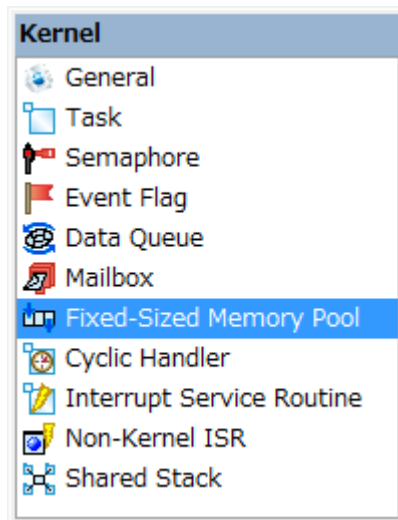 Kernel
General
Task
Semaphore
Event Flag
Data Queue
Mailbox
Fixed-Sized Memory Pool
Cyclic Handler
Interrupt Service Routine
Non-Kernel ISR
Shared Stack